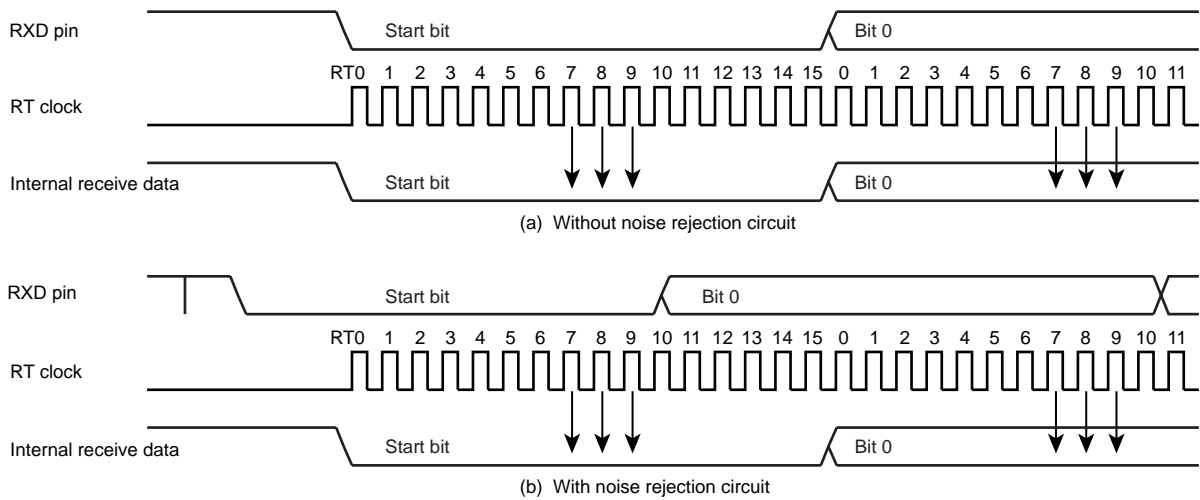 RXD pin
Start bit
Bit 0
RT0 1 2 3 4 5 6 7 8 9 10 11 12 13 14 15 0 1 2 3 4 5 6 7 8 9 10 11
RT clock
Internal receive data
Start bit
Bit 0
(a) Without noise rejection circuit
RXD pin
Start bit
Bit 0
RT0 1 2 3 4 5 6 7 8 9 10 11 12 13 14 15 0 1 2 3 4 5 6 7 8 9 10 11
RT clock
Internal receive data
Start bit
Bit 0
(b) With noise rejection circuit